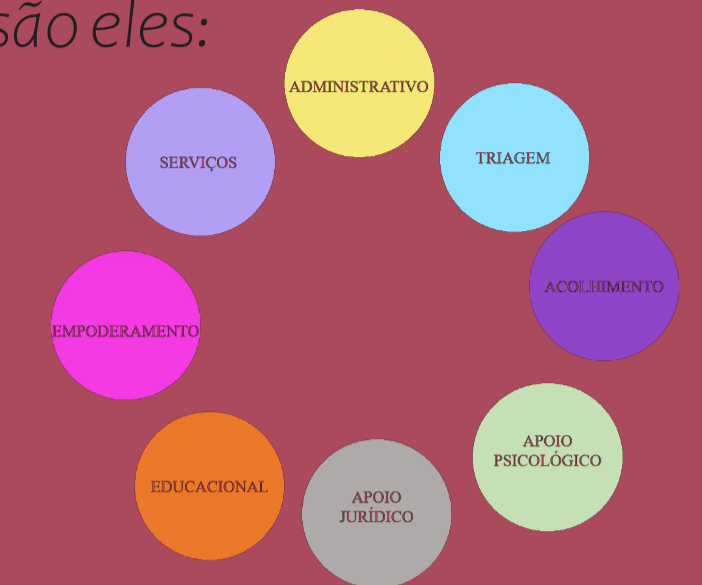 são eles:
ADMINISTRATIVO
TRIAGEM
SERVIÇOS
ACOLHIMENTO
EMPODERAMENTO
APOIO
PSICOLÓGICO
EDUCACIONAL
APOIO
JURÍDICO